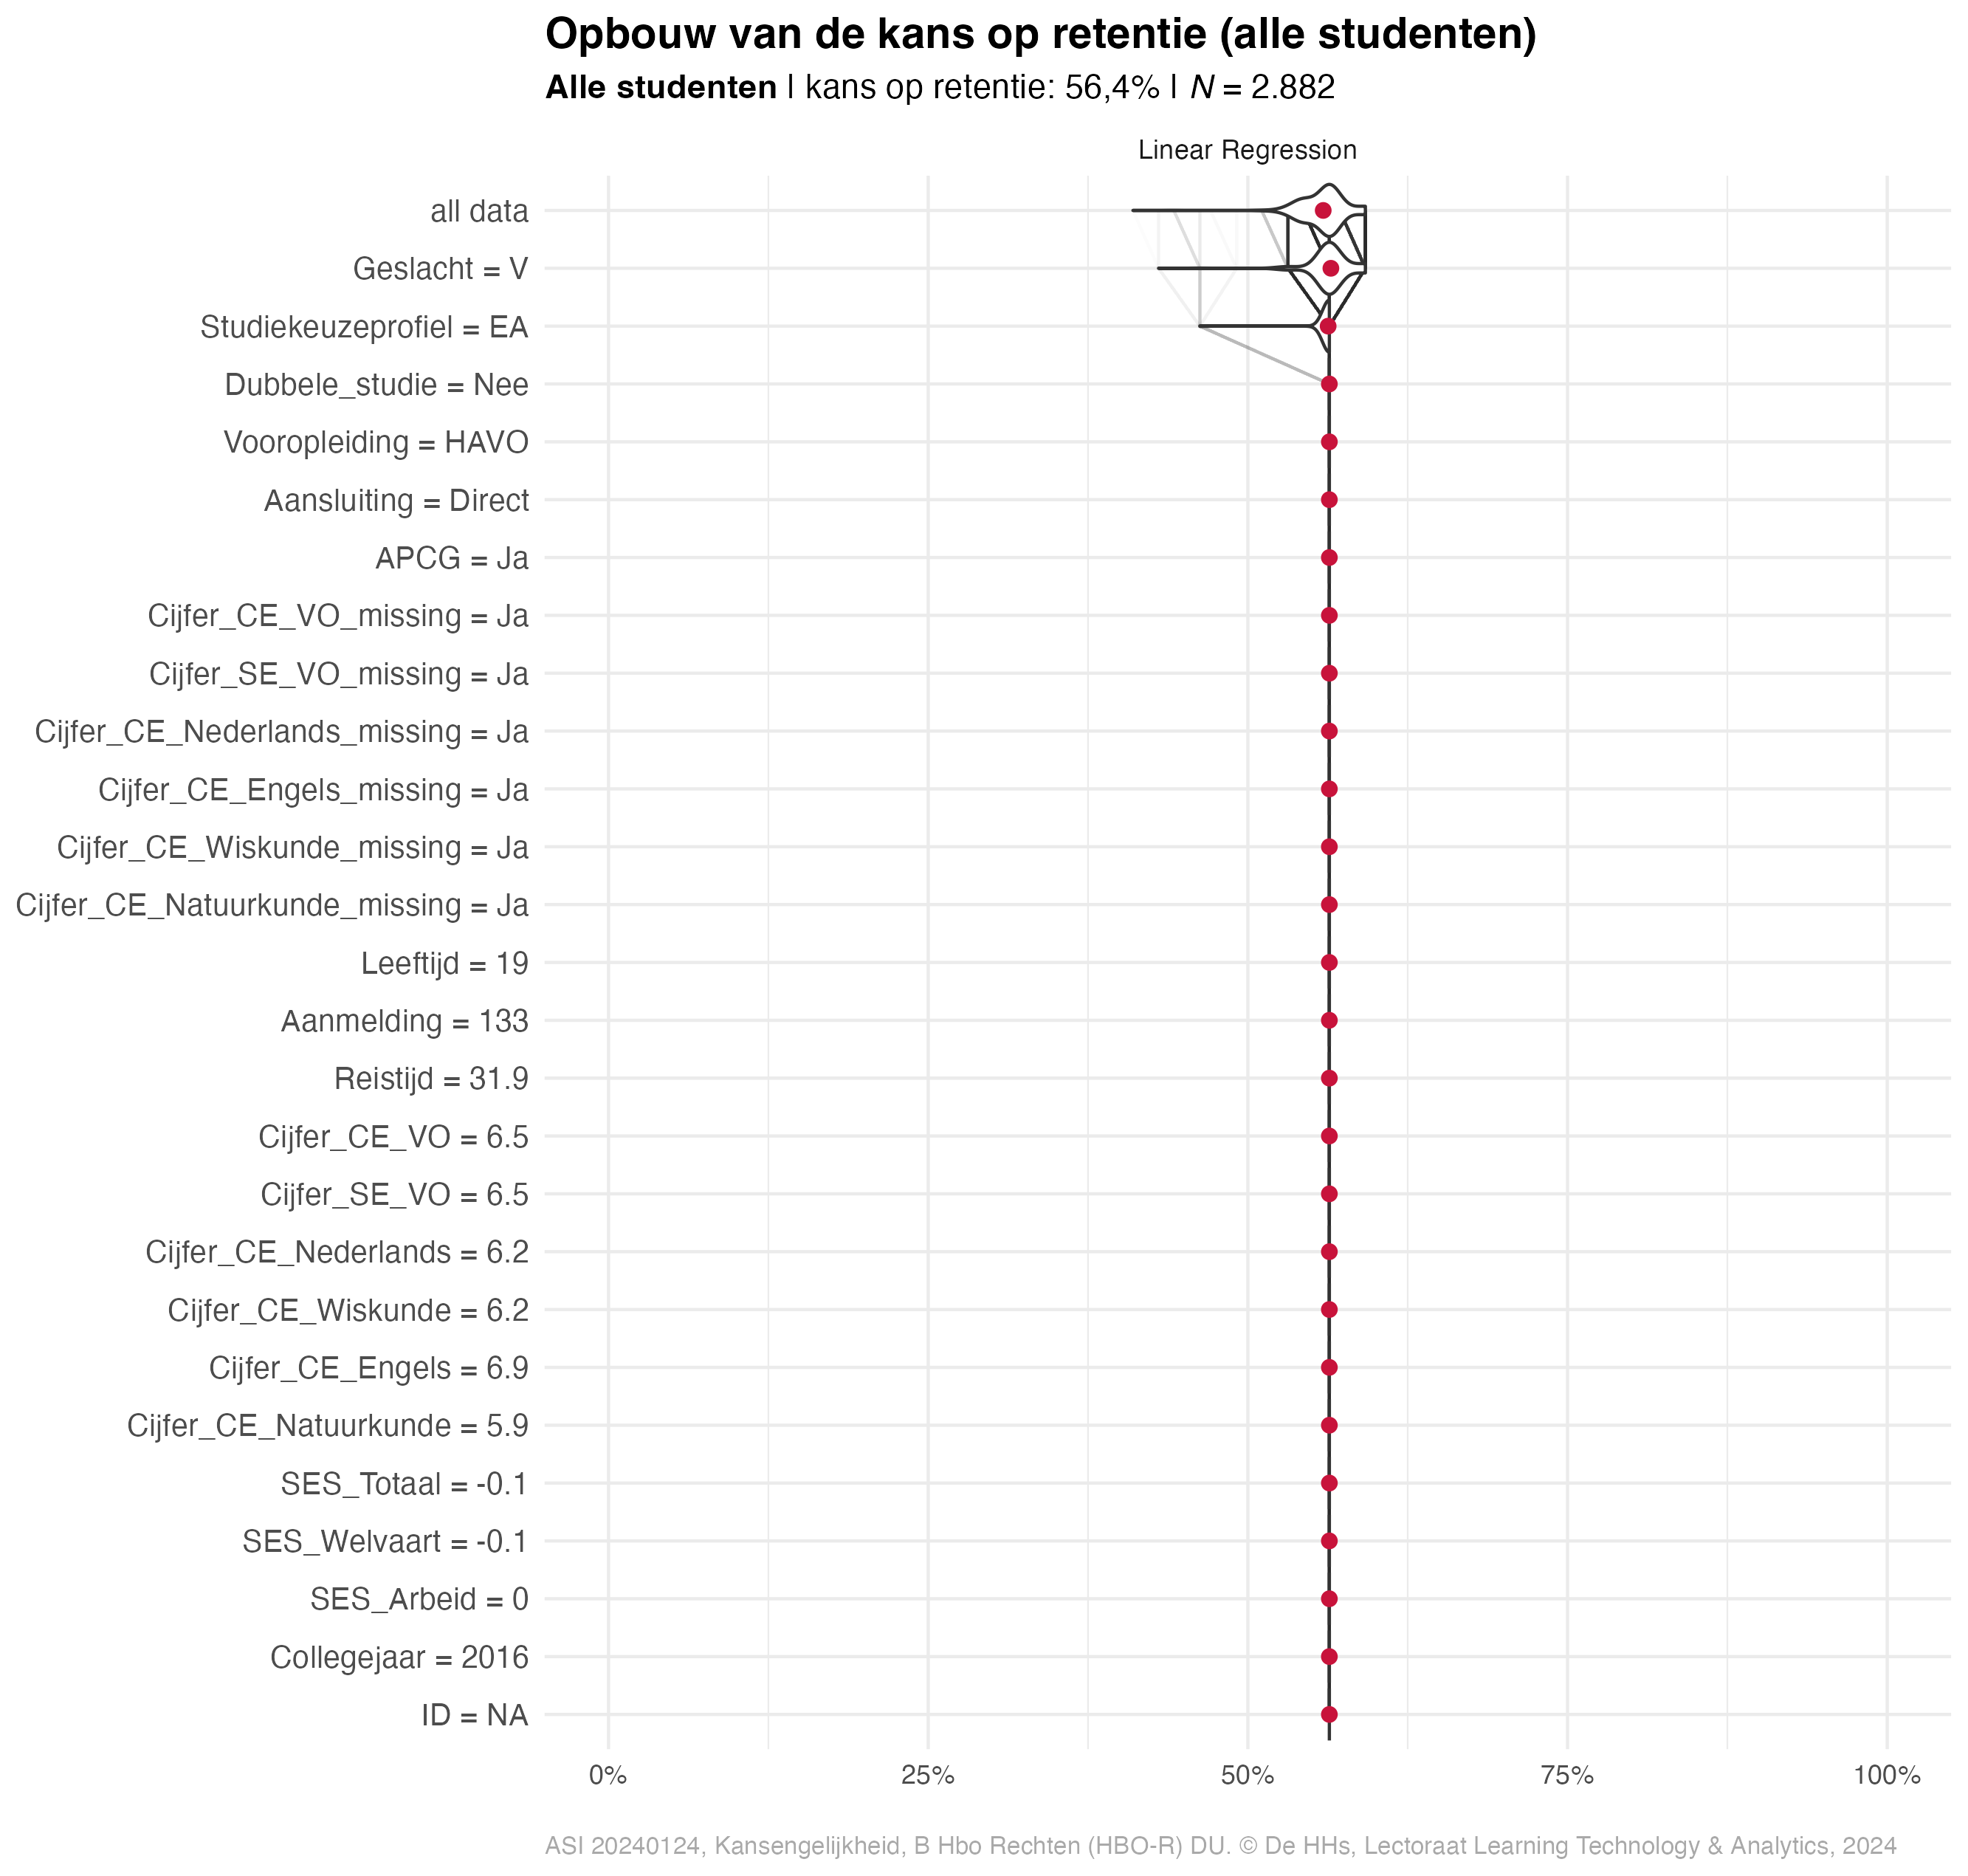 Opbouw van de kans op retentie (alle studenten)
Alle studenten | kans op retentie: 56,4% | N = 2.882
Linear Regression
all data
Geslacht = V
Studiekeuzeprofiel = EA
Dubbele_studie = Nee
Vooropleiding = HAVO
Aansluiting = Direct
APCG = Ja
Cijfer_CE_VO_missing = Ja
Cijfer_SE_VO_missing = Ja
Cijfer_CE_Nederlands_missing = Ja
Cijfer_CE_Engels_missing = Ja
Cijfer_CE_Wiskunde_missing = Ja
Cijfer_CE_Natuurkunde_missing = Ja
Leeftijd = 19
Aanmelding = 133
Reistijd = 31.9
Cijfer_CE_VO = 6.5
Cijfer_SE_VO = 6.5
Cijfer_CE_Nederlands = 6.2
Cijfer_CE_Wiskunde = 6.2
Cijfer_CE_Engels = 6.9
Cijfer_CE_Natuurkunde = 5.9
SES_Totaal = -0.1
SES_Welvaart = -0.1
SES_Arbeid = 0
Collegejaar = 2016
ID = NA
0% 25% 50% 75% 100%
ASI 20240124, Kansengelijkheid, B Hbo Rechten (HBO-R) DU. © De HHs, Lectoraat Learning Technology & Analytics, 2024